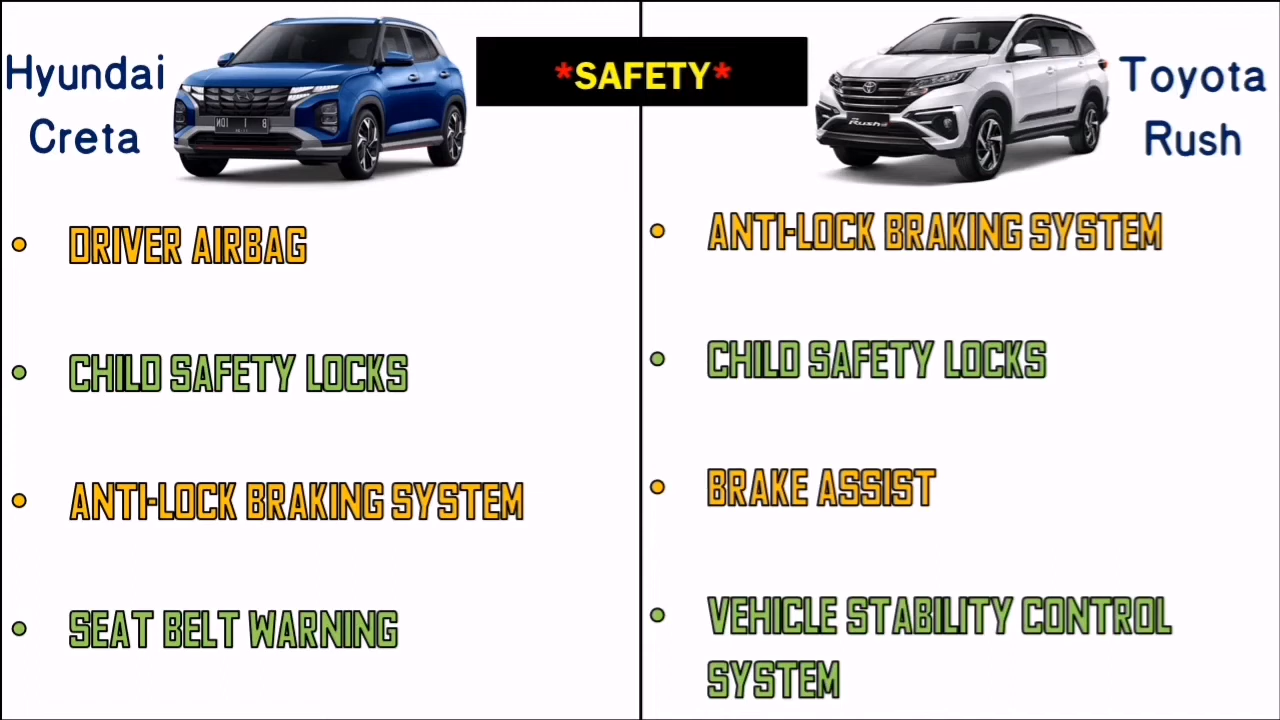 Hyundai
Creta
*SAFETY*
Toyota
Rush
DRIVER AIRBAG
CHILD SAFETY LOCKS
ANTI-LOCK BRAKING SYSTEM
SEAT BELT WARNING
ANTI-LOCK BRAKING SYSTEM
CHILD SAFETY LOCKS
BRAKE ASSIST
VEHICLE STABILITY CONTROL
SYSTEM
Rush